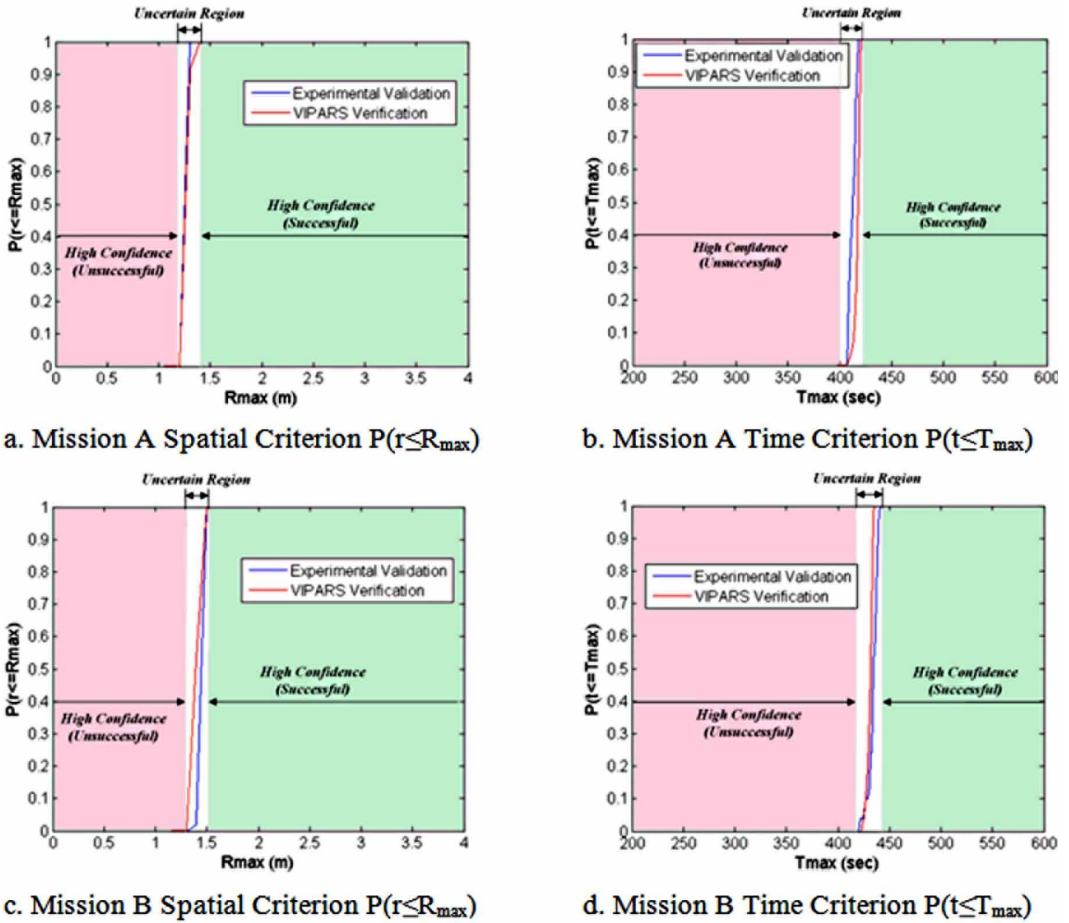 Uncertain Region
1
0.9
0.8
0.7
0.6
0.5
0.4
0.3
0.2
0.1
0
P(r<=Rmax)
Experimental Validation
VIPARS Verification
High Confidence
(Successful)
High Confidence
(Unsuccessful)
0 0.5 1 1.5 2 2.5 3 3.5 4
Rmax (m)
a. Mission A Spatial Criterion P(r≤Rmax)
Uncertain Region
1
0.9
0.8
0.7
0.6
0.5
0.4
0.3
0.2
0.1
0
P(t<=Tmax)
Experimental Validation
VIPARS Verification
High Confidence
(Successful)
High Confidence
(Unsuccessful)
200 250 300 350 400 450 500 550 600
Tmax (sec)
b. Mission A Time Criterion P(t≤Tmax)
Uncertain Region
1
0.9
0.8
0.7
0.6
0.5
0.4
0.3
0.2
0.1
0
P(r<=Rmax)
Experimental Validation
VIPARS Verification
High Confidence
(Successful)
High Confidence
(Unsuccessful)
0 0.5 1 1.5 2 2.5 3 3.5 4
Rmax (m)
c. Mission B Spatial Criterion P(r≤Rmax)
Uncertain Region
1
0.9
0.8
0.7
0.6
0.5
0.4
0.3
0.2
0.1
0
P(t<=Tmax)
Experimental Validation
VIPARS Verification
High Confidence
(Successful)
High Confidence
(Unsuccessful)
200 250 300 350 400 450 500 550 600
Tmax (sec)
d. Mission B Time Criterion P(t≤Tmax)